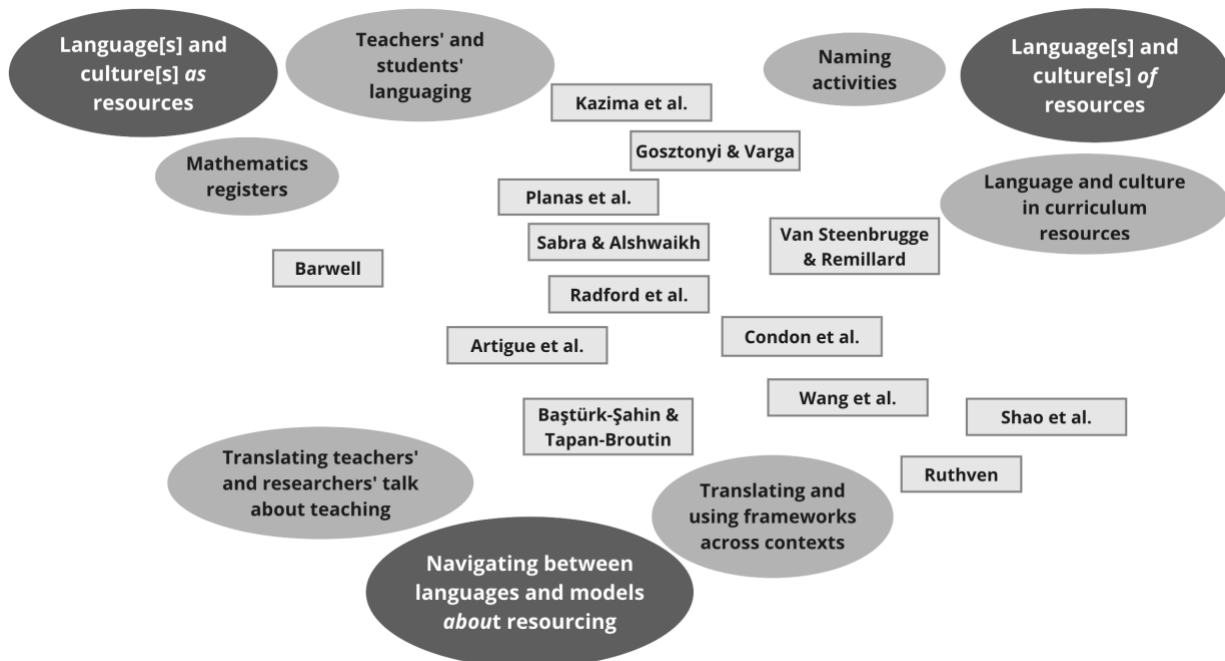 Language[s] and
culture[s] as
resources
Teachers' and
students'
languaging
Naming
activities
Language[s] and
culture[s] of
resources
Kazima et al.
Gosztonyi & Varga
Mathematics
registers
Planas et al.
Language and culture
in curriculum
resources
Sabra & Alshwaikh
Van Steenbrugge
& Remillard
Barwell
Radford et al.
Artigue et al.
Condon et al.
Wang et al.
Shao et al.
Baştürk-Şahin &
Tapan-Broutin
Translating teachers'
and researchers' talk
about teaching
Ruthven
Translating and
using frameworks
across contexts
Navigating between
languages and models
about resourcing